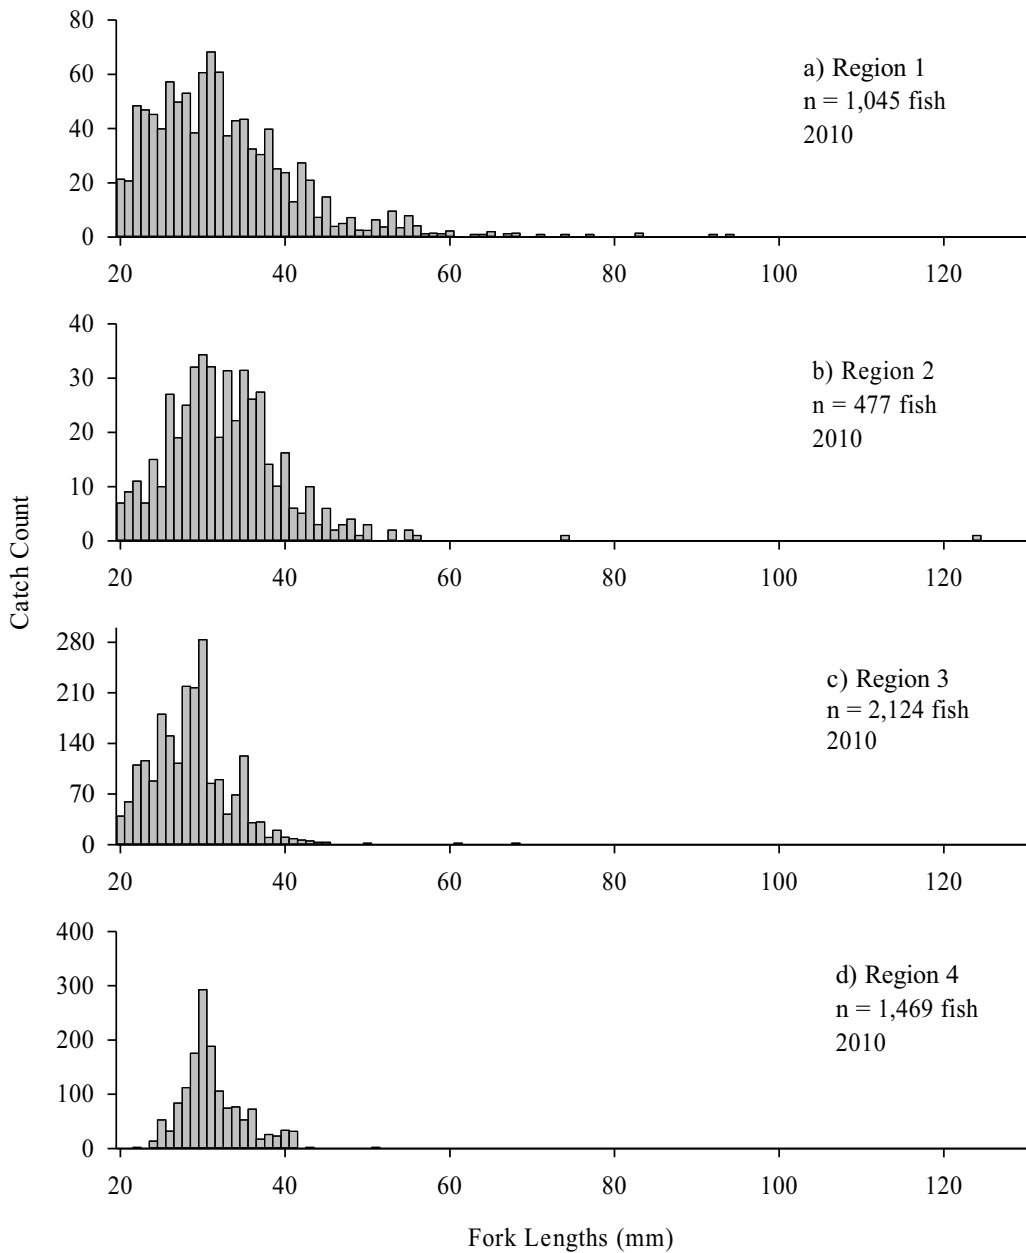 80
60
40
20
0
20 40 60 80 100 120
a) Region 1
n = 1,045 fish
2010
40
30
20
10
0
20 40 60 80 100 120
b) Region 2
n = 477 fish
2010
Catch Count
280
210
140
70
0
20 40 60 80 100 120
c) Region 3
n = 2,124 fish
2010
400
300
200
100
0
20 40 60 80 100 120
d) Region 4
n = 1,469 fish
2010
Fork Lengths (mm)